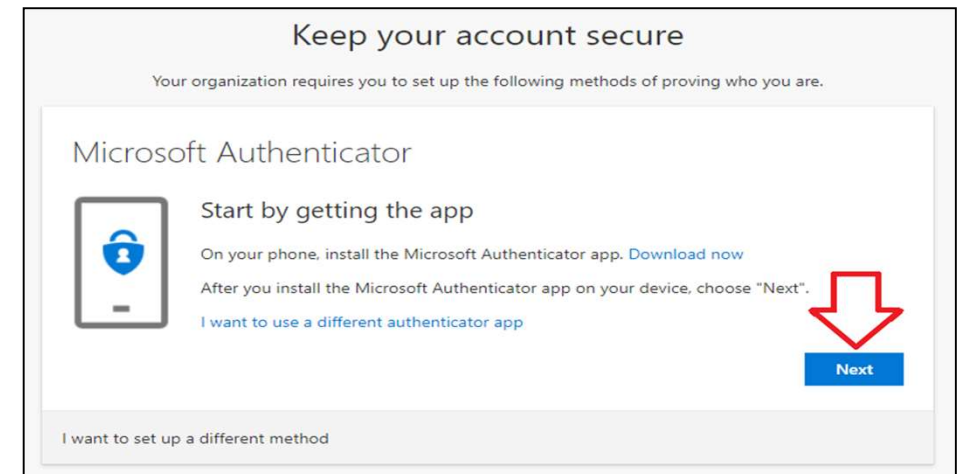 Keep your account secure
Your organization requires you to set up the following methods of proving who you are.
Microsoft Authenticator
Start by getting the app
On your phone, install the Microsoft Authenticator app. Download now
After you install the Microsoft Authenticator app on your device, choose "Next".
I want to use a different authenticator app
Next
I want to set up a different method